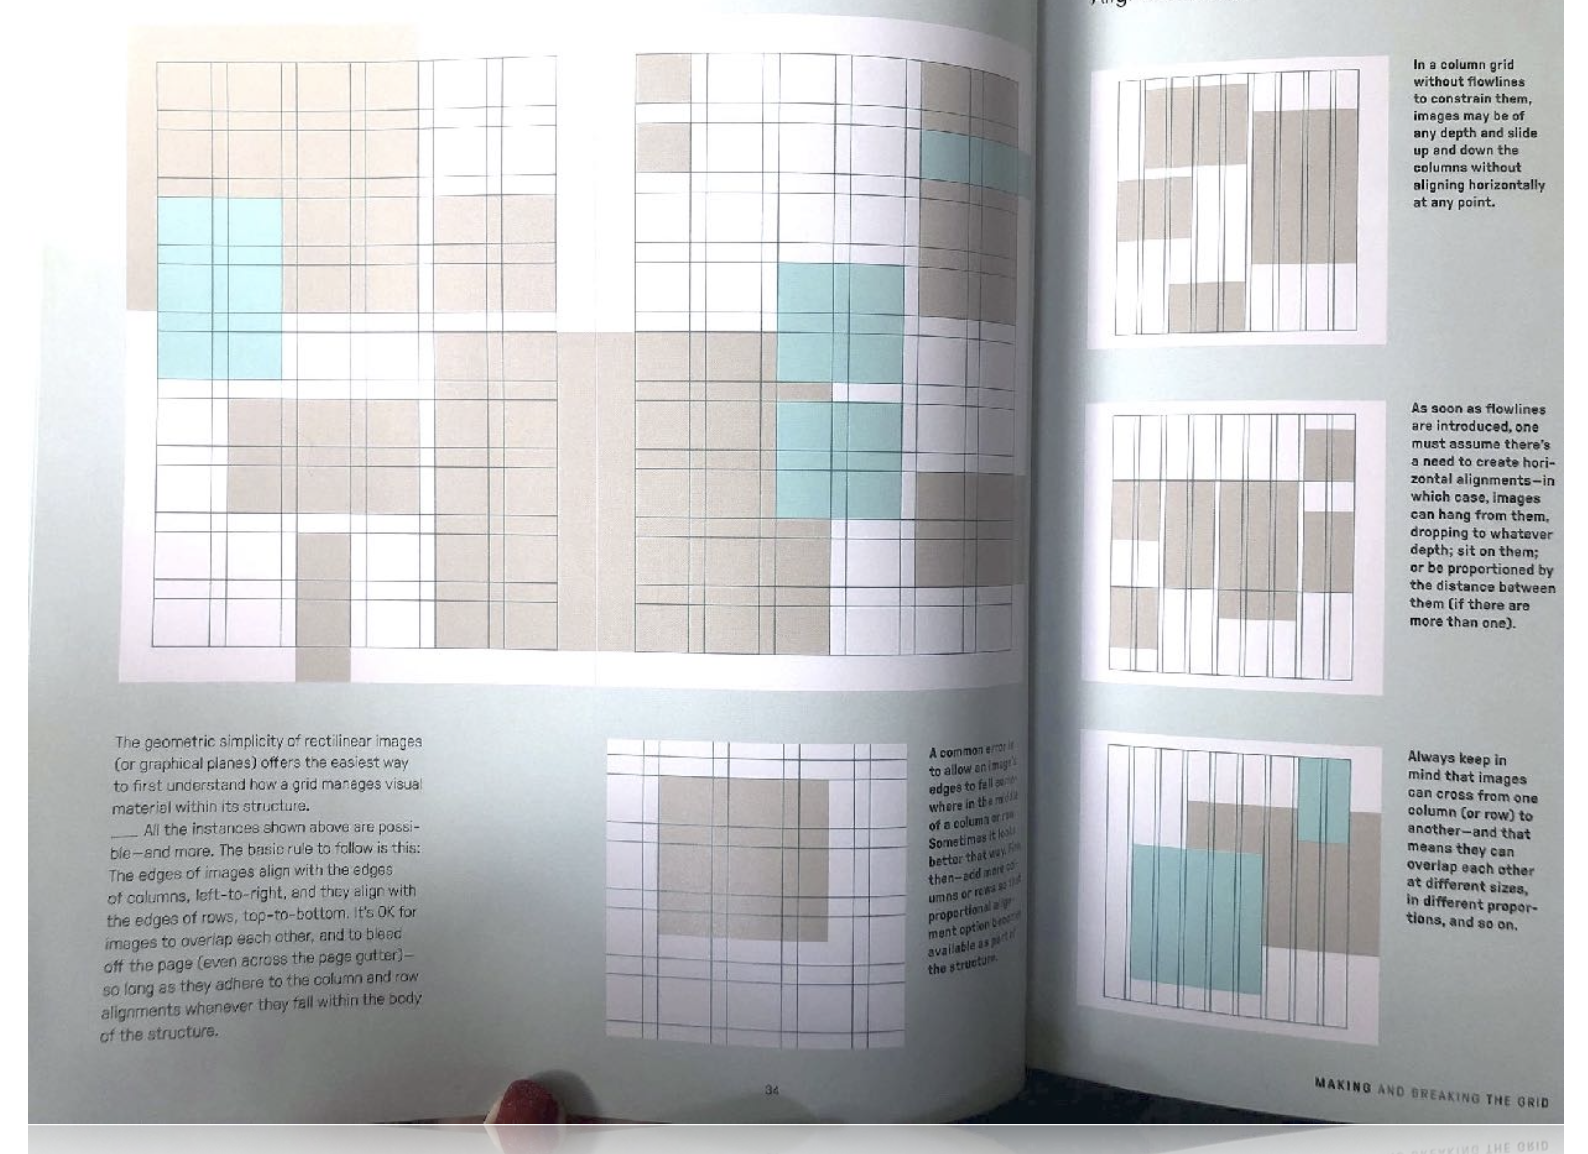 The geometric simplicity of rectilinear images
(or graphical planes) offers the easiest way
to first understand how a grid manages visual
material within its structure.
___ All the instances shown above are possi-
ble—and more. The basic rule to follow is this:
The edges of images align with the edges
of columns, left-to-right, and they align with
the edges of rows, top-to-bottom. It's OK for
images to overlap each other, and to bleed
off the page (even across the page gutter)—
so long as they adhere to the column and row
alignments whenever they fall within the body
of the structure.
A common error is
to allow an image's
edges to fall some-
where in the middle
of a column or row.
Sometimes it looks
better that way. Fine,
then—add more col-
umns or rows so that
proportional align-
ment option becomes
available as part of
the structure.
34
In a column grid
without flowlines
to constrain them,
images may be of
any depth and slide
up and down the
columns without
aligning horizontally
at any point.
As soon as flowlines
are introduced, one
must assume there's
a need to create hori-
zontal alignments—in
which case, images
can hang from them,
dropping to whatever
depth; sit on them;
or be proportioned by
the distance between
them (if there are
more than one).
Always keep in
mind that images
can cross from one
column (or row) to
another—and that
means they can
overlap each other
at different sizes,
in different propor-
tions, and so on.
MAKING AND BREAKING THE GRID